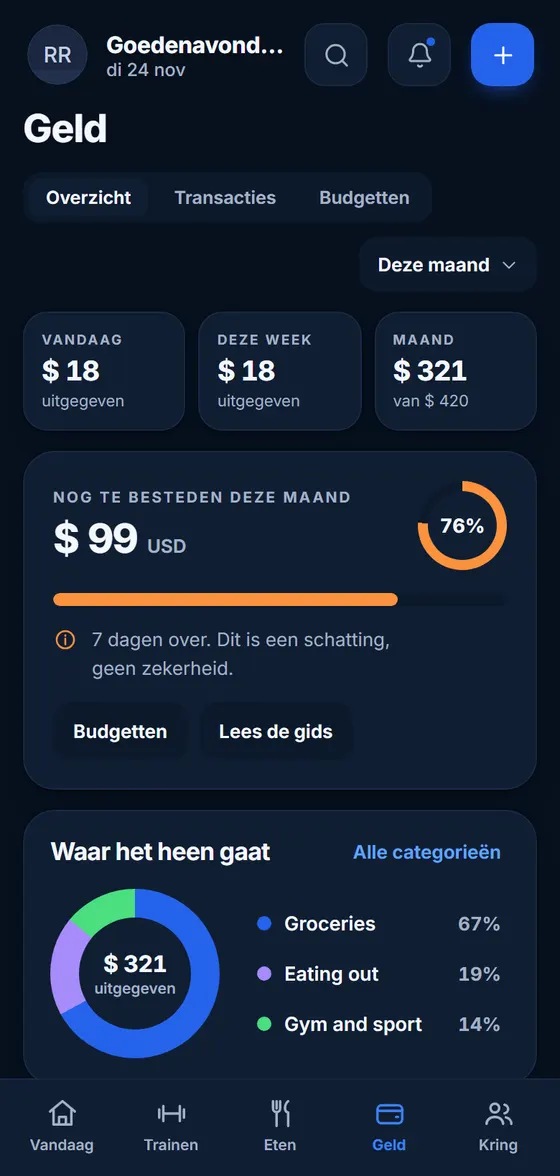 RR
Goedenavond...
di 24 nov
Geld
Overzicht Transacties Budgetten
Deze maand
VANDAAG
$ 18
uitgegeven
DEZE WEEK
$ 18
uitgegeven
MAAND
$ 321
van $ 420
NOG TE BESTEDEN DEZE MAAND
$ 99 USD
76%
7 dagen over. Dit is een schatting,
geen zekerheid.
Budgetten Lees de gids
Waar het heen gaat Alle categorieën
$ 321
uitgegeven
Groceries 67%
Eating out 19%
Gym and sport 14%
Vandaag Trainen Eten Geld Kring